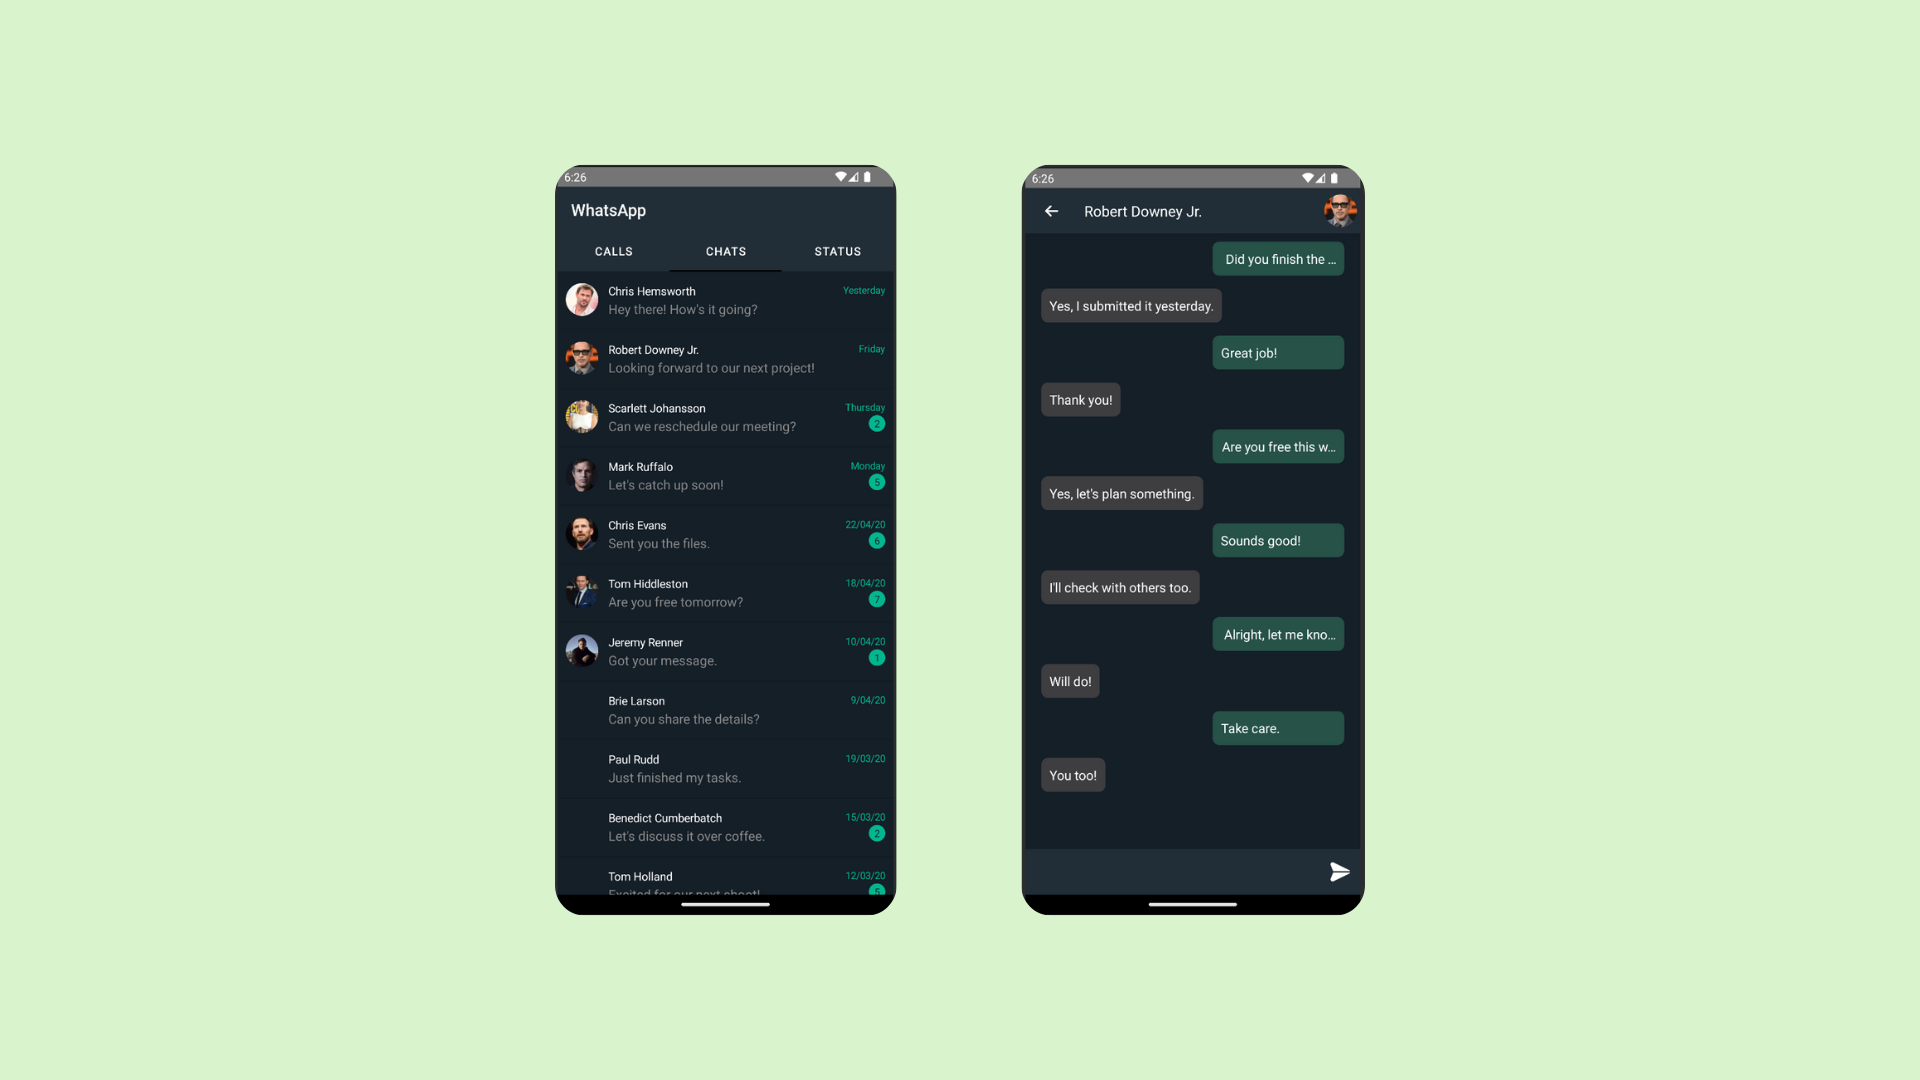 6:26
WhatsApp
CALLS CHATS STATUS
Chris Hemsworth Yesterday
Hey there! How's it going?
Robert Downey Jr. Friday
Looking forward to our next project!
Scarlett Johansson Thursday
Can we reschedule our meeting? 2
Mark Ruffalo Monday
Let's catch up soon! 5
Chris Evans 22/04/20
Sent you the files. 6
Tom Hiddleston 18/04/20
Are you free tomorrow? 7
Jeremy Renner 10/04/20
Got your message. 1
Brie Larson 9/04/20
Can you share the details?
Paul Rudd 19/03/20
Just finished my tasks.
Benedict Cumberbatch 15/03/20
Let's discuss it over coffee. 2
Tom Holland 12/03/20
Excited for our next shoot! 5
6:26
Robert Downey Jr.
Did you finish the ...
Yes, I submitted it yesterday.
Great job!
Thank you!
Are you free this w...
Yes, let's plan something.
Sounds good!
I'll check with others too.
Alright, let me kno...
Will do!
Take care.
You too!